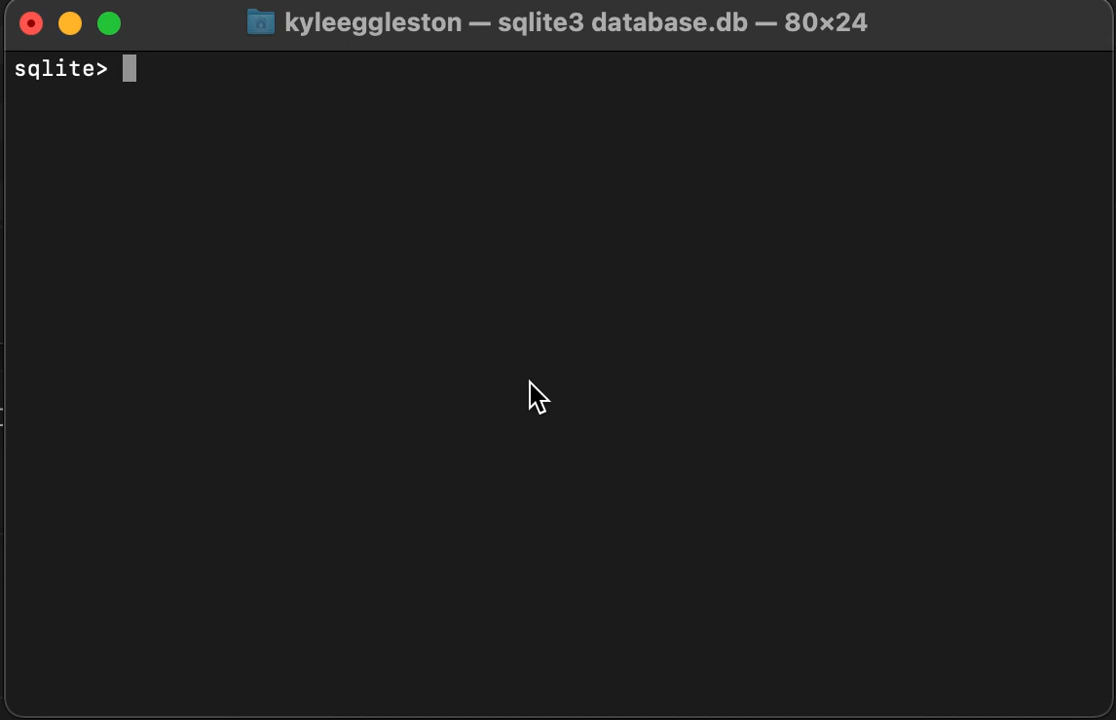 kyleeggleston — sqlite3 database.db — 80×24
sqlite>